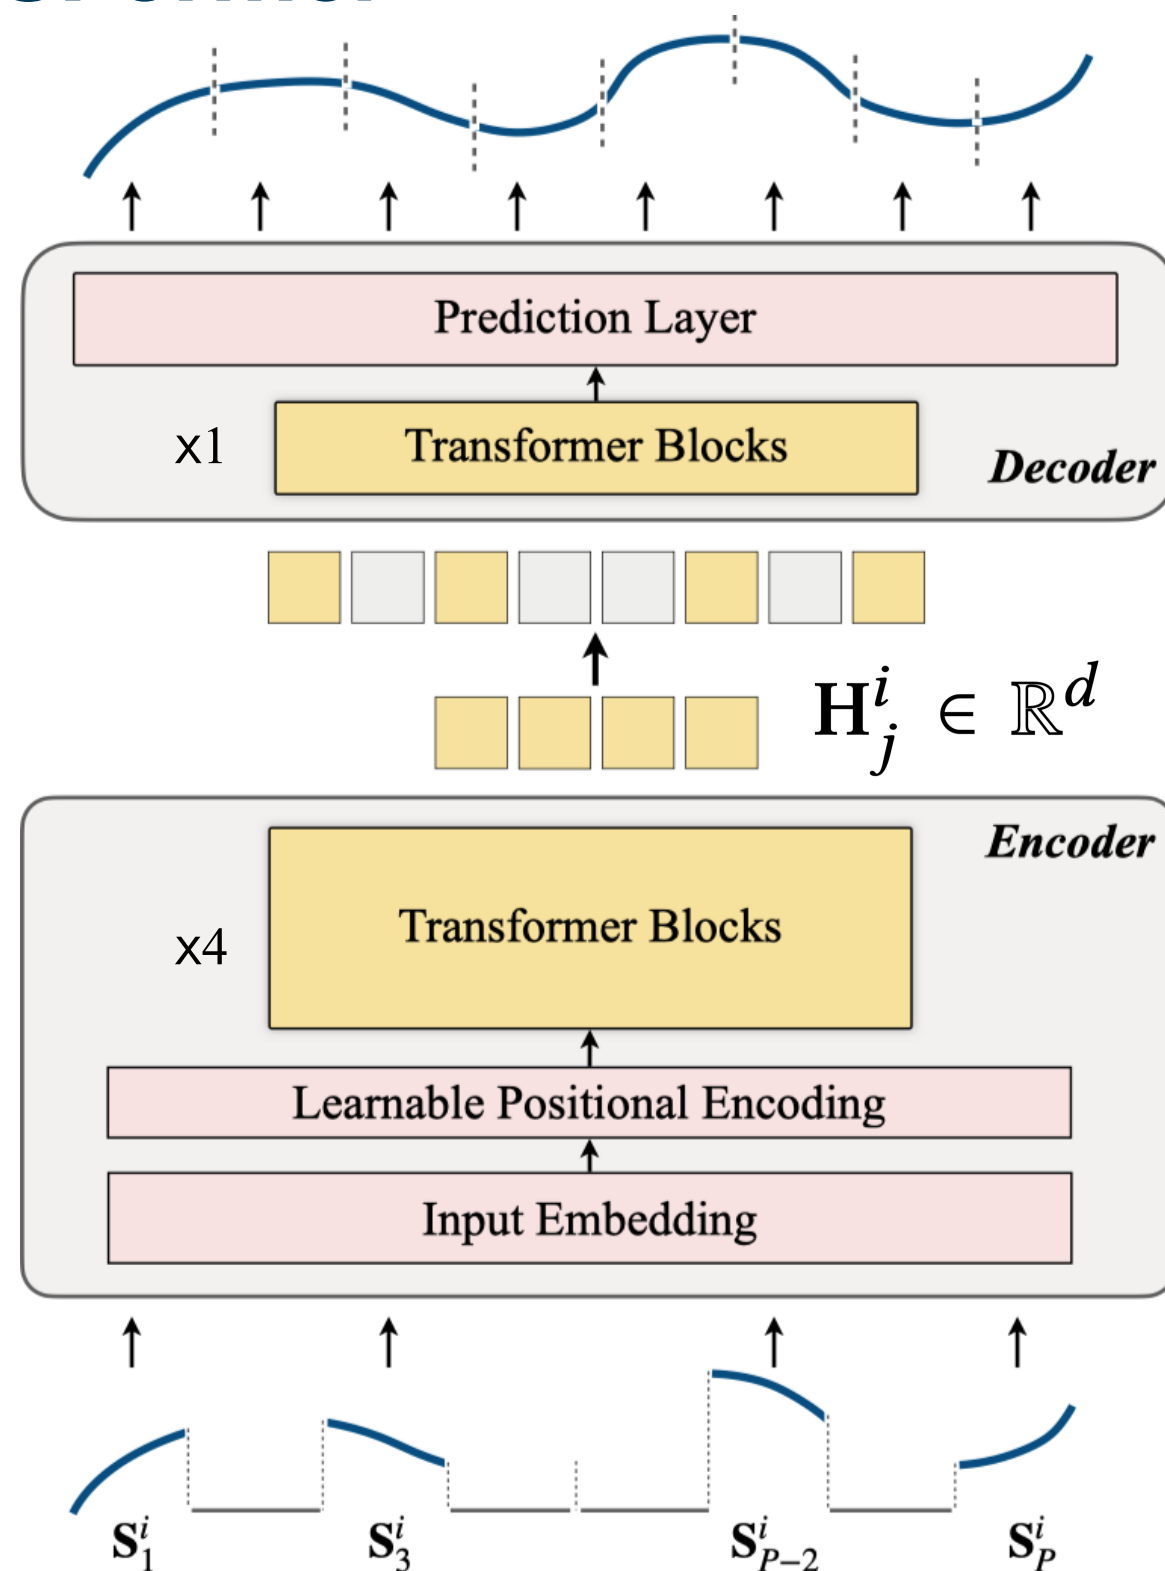 Prediction Layer
x1
Transformer Blocks
Decoder
H^i_j ∈ ℝ^d
Encoder
x4
Transformer Blocks
Learnable Positional Encoding
Input Embedding
S^i_1 S^i_3 S^i_{P−2} S^i_P